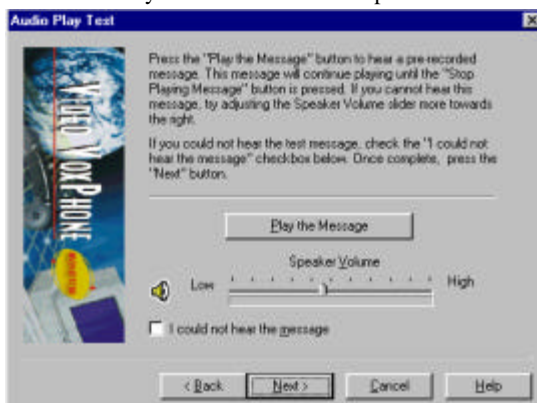 Audio Play Test
Press the "Play the Message" button to hear a pre-recorded
message. This message will continue playing until the "Stop
Playing Message" button is pressed. If you cannot hear this
message, try adjusting the Speaker Volume slider more towards
the right.
If you could not hear the test message, check the "I could not
hear the message" checkbox below. Once complete, press the
"Next" button.
VIDEO VOXPHONE
Play the Message
Speaker Volume
Low
High
I could not hear the message
< Back
Next >
Cancel
Help